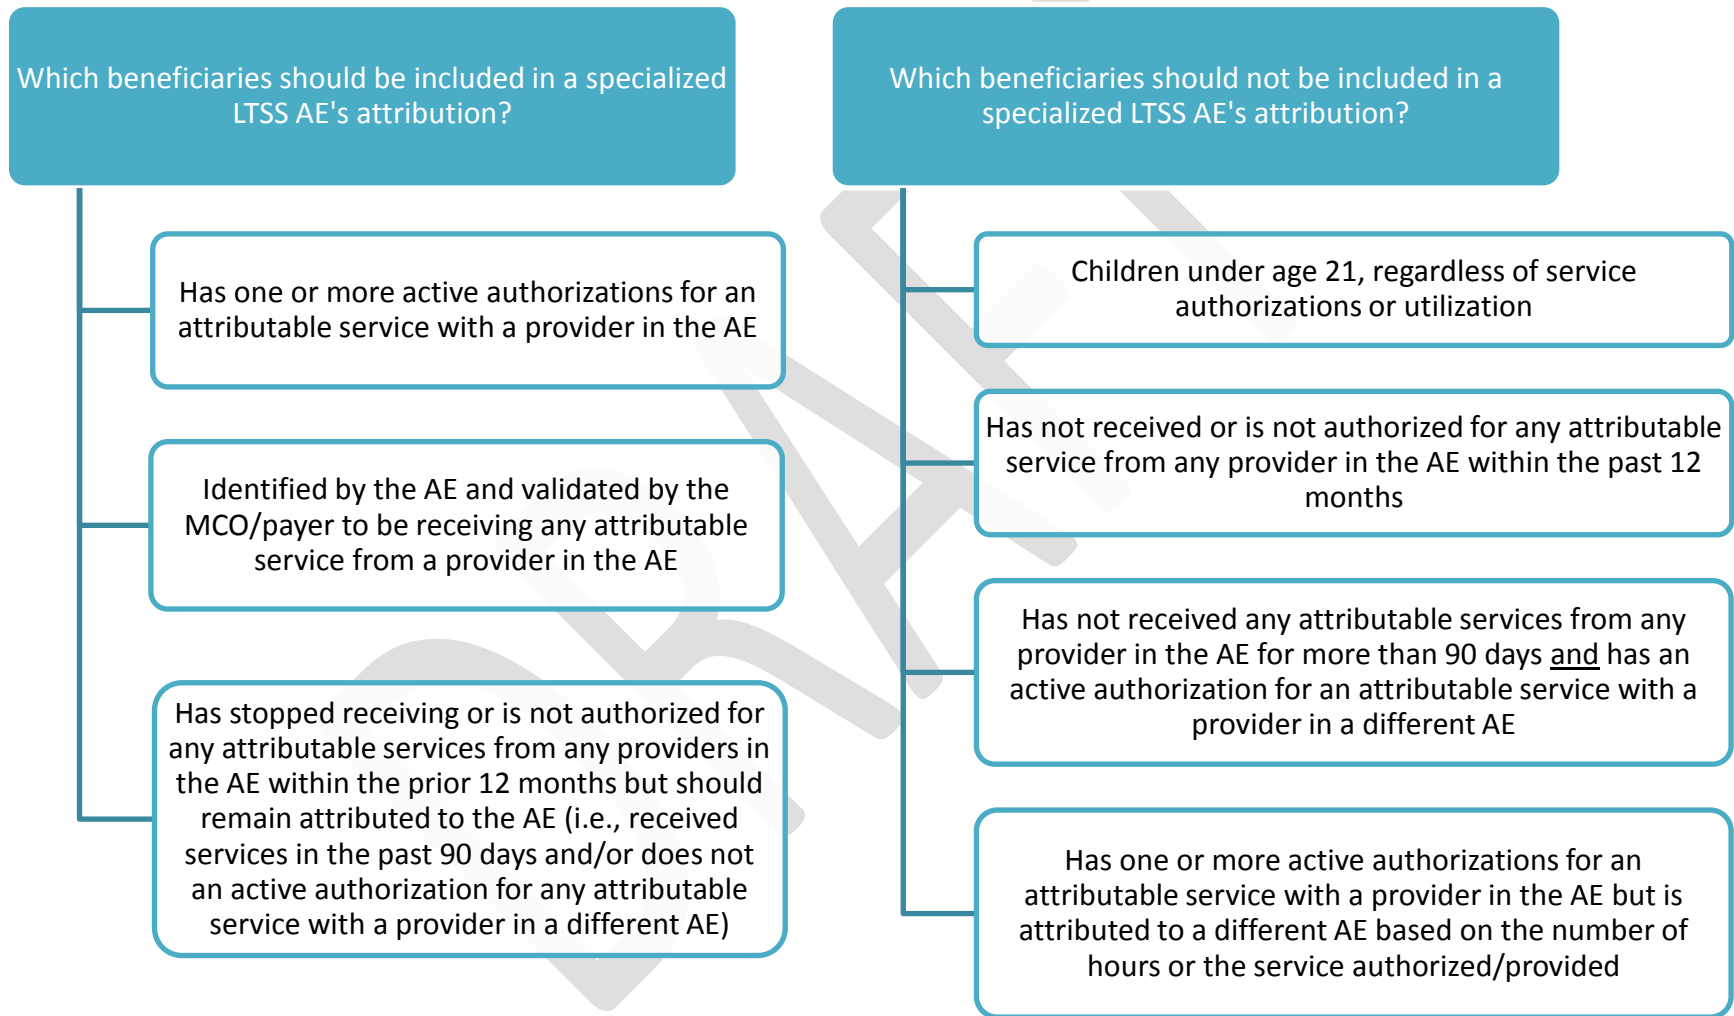 Which beneficiaries should be included in a specialized
LTSS AE's attribution?
Has one or more active authorizations for an
attributable service with a provider in the AE
Identified by the AE and validated by the
MCO/payer to be receiving any attributable
service from a provider in the AE
Has stopped receiving or is not authorized for
any attributable services from any providers in
the AE within the prior 12 months but should
remain attributed to the AE (i.e., received
services in the past 90 days and/or does not
an active authorization for any attributable
service with a provider in a different AE)
Which beneficiaries should not be included in a
specialized LTSS AE's attribution?
Children under age 21, regardless of service
authorizations or utilization
Has not received or is not authorized for any attributable
service from any provider in the AE within the past 12
months
Has not received any attributable services from any
provider in the AE for more than 90 days and has an
active authorization for an attributable service with a
provider in a different AE
Has one or more active authorizations for an
attributable service with a provider in the AE but is
attributed to a different AE based on the number of
hours or the service authorized/provided
DRAFT